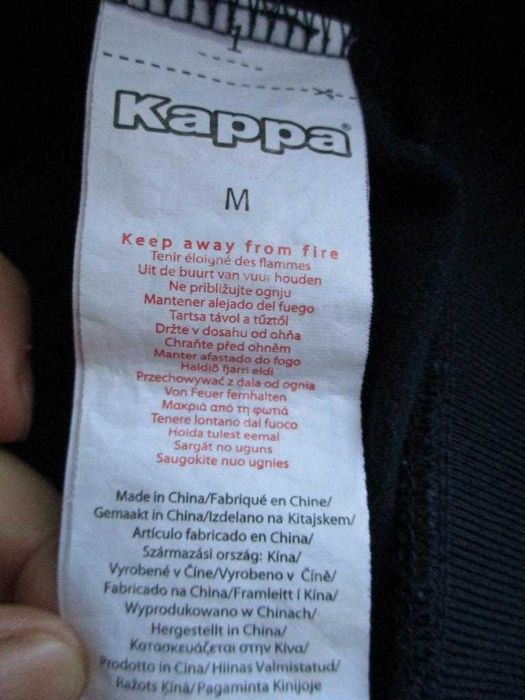 1
Kappa®
M
Keep away from fire
Tenir éloigné des flammes
Uit de buurt van vuur houden
Ne približujte ognju
Mantener alejado del fuego
Tartsa távol a tűztől
Držte v dosahu od ohňa
Chraňte před ohněm
Manter afastado do fogo
Haldið fjarri eldi
Przechowywać z dala od ognia
Von Feuer fernhalten
Μακριά από τη φωτιά
Tenere lontano dal fuoco
Hoida tulest eemal
Sargāt no uguns
Saugokite nuo ugnies
Made in China/Fabriqué en Chine/
Gemaakt in China/Izdelano na Kitajskem/
Artículo fabricado en China/
Származási ország: Kína/
Vyrobené v Číne/Vyrobeno v Číně/
Fabricado na China/Framleitt í Kína/
Wyprodukowano w Chinach/
Hergestellt in China/
Κατασκευάζεται στην Κίνα/
Prodotto in Cina/ Hiinas Valmistatud/
Ražots Ķīnā/Pagaminta Kinijoje